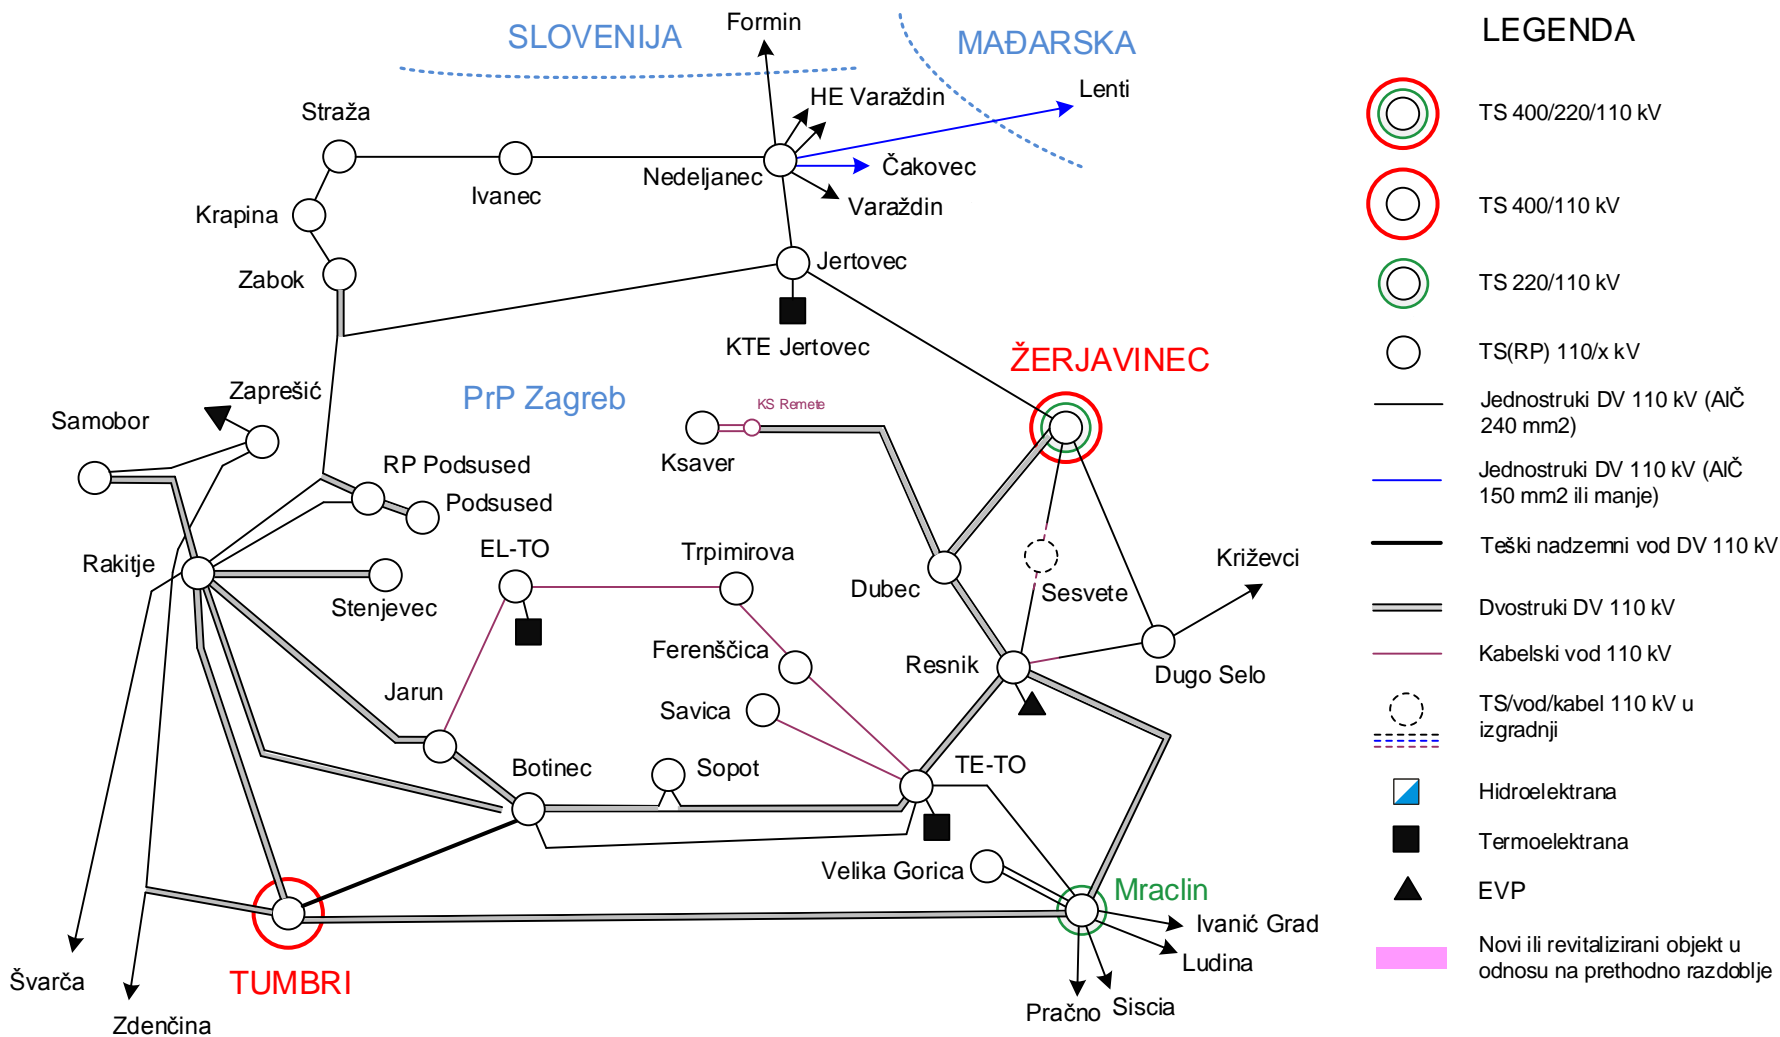 Formin
SLOVENIJA
MAĐARSKA
LEGENDA
HE Varaždin
Lenti
Straža
TS 400/220/110 kV
Nedeljanec
Čakovec
Ivanec
Varaždin
Krapina
TS 400/110 kV
Zabok
Jertovec
TS 220/110 kV
KTE Jertovec
ŽERJAVINEC
TS(RP) 110/x kV
Zaprešić
PrP Zagreb
KS Remete
Samobor
Jednostruki DV 110 kV (AlČ
240 mm2)
Ksaver
RP Podsused
Podsused
Jednostruki DV 110 kV (AlČ
150 mm2 ili manje)
EL-TO
Trpimirova
Rakitje
Dubec
Križevci
Teški nadzemni vod DV 110 kV
Stenjevec
Sesvete
Dvostruki DV 110 kV
Ferenščica
Resnik
Dugo Selo
Kabelski vod 110 kV
Jarun
Savica
TS/vod/kabel 110 kV u
izgradnji
Botinec
Sopot
TE-TO
Hidroelektrana
Termoelektrana
Velika Gorica
Mraclin
EVP
Ivanić Grad
Ludina
Novi ili revitalizirani objekt u
odnosu na prethodno razdoblje
Švarča
TUMBRI
Pračno
Siscia
Zdenčina